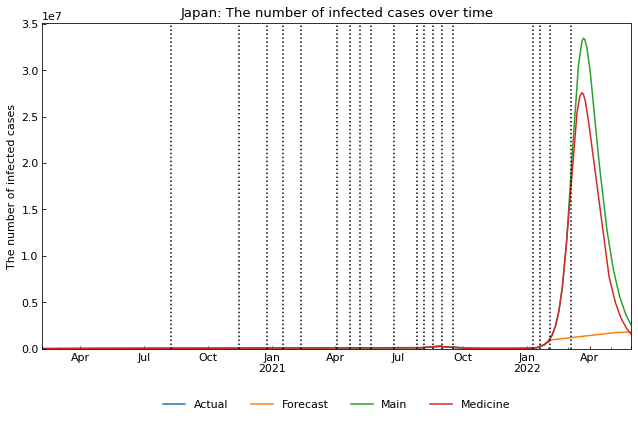 Japan: The number of infected cases over time
1e7
3.5
3.0
2.5
2.0
1.5
1.0
0.5
0.0
The number of infected cases
Apr Jul Oct Jan Apr Jul Oct Jan Apr
2021 2022
Actual Forecast Main Medicine